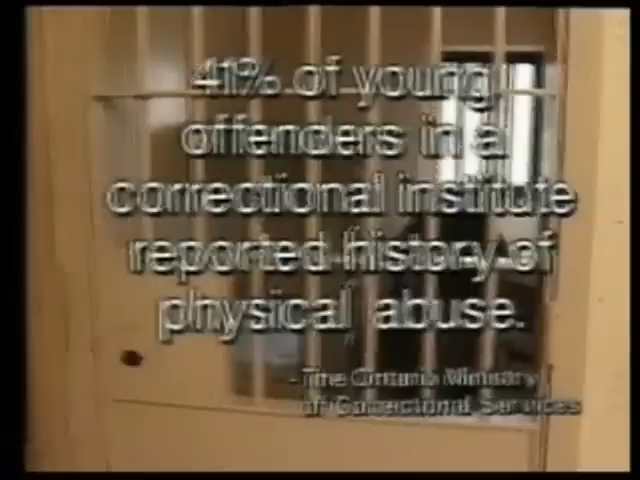 41% of young
offenders in a
correctional institute
reported history of
physical abuse.
- The Ontario Ministry
of Correctional Services